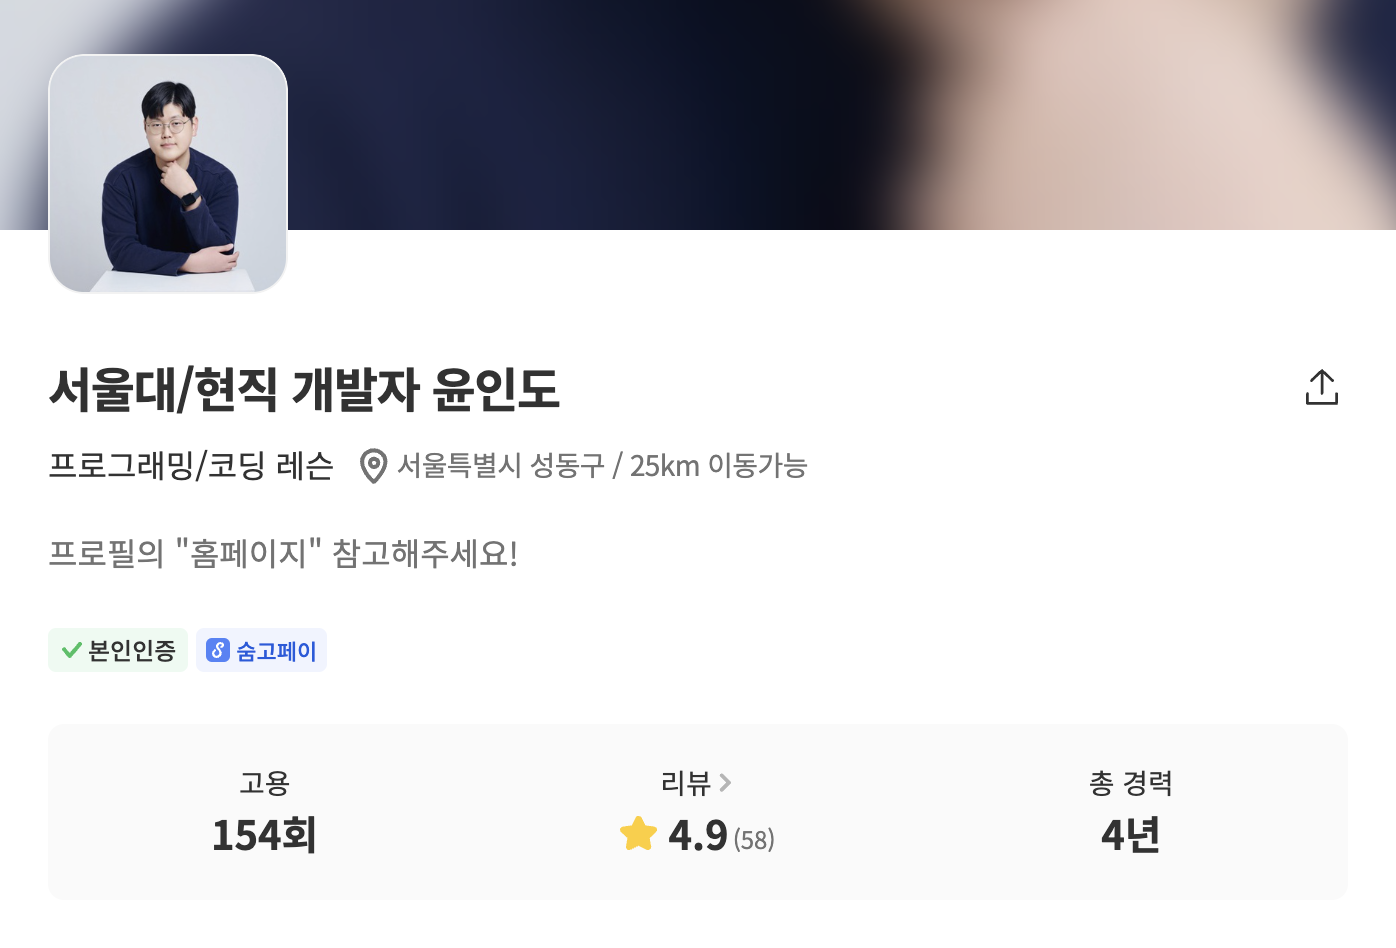 서울대/현직 개발자 윤인도
프로그래밍/코딩 레슨 서울특별시 성동구 / 25km 이동가능
프로필의 "홈페이지" 참고해주세요!
본인인증 숨고페이
고용 리뷰 총 경력
154회 4.9 (58) 4년